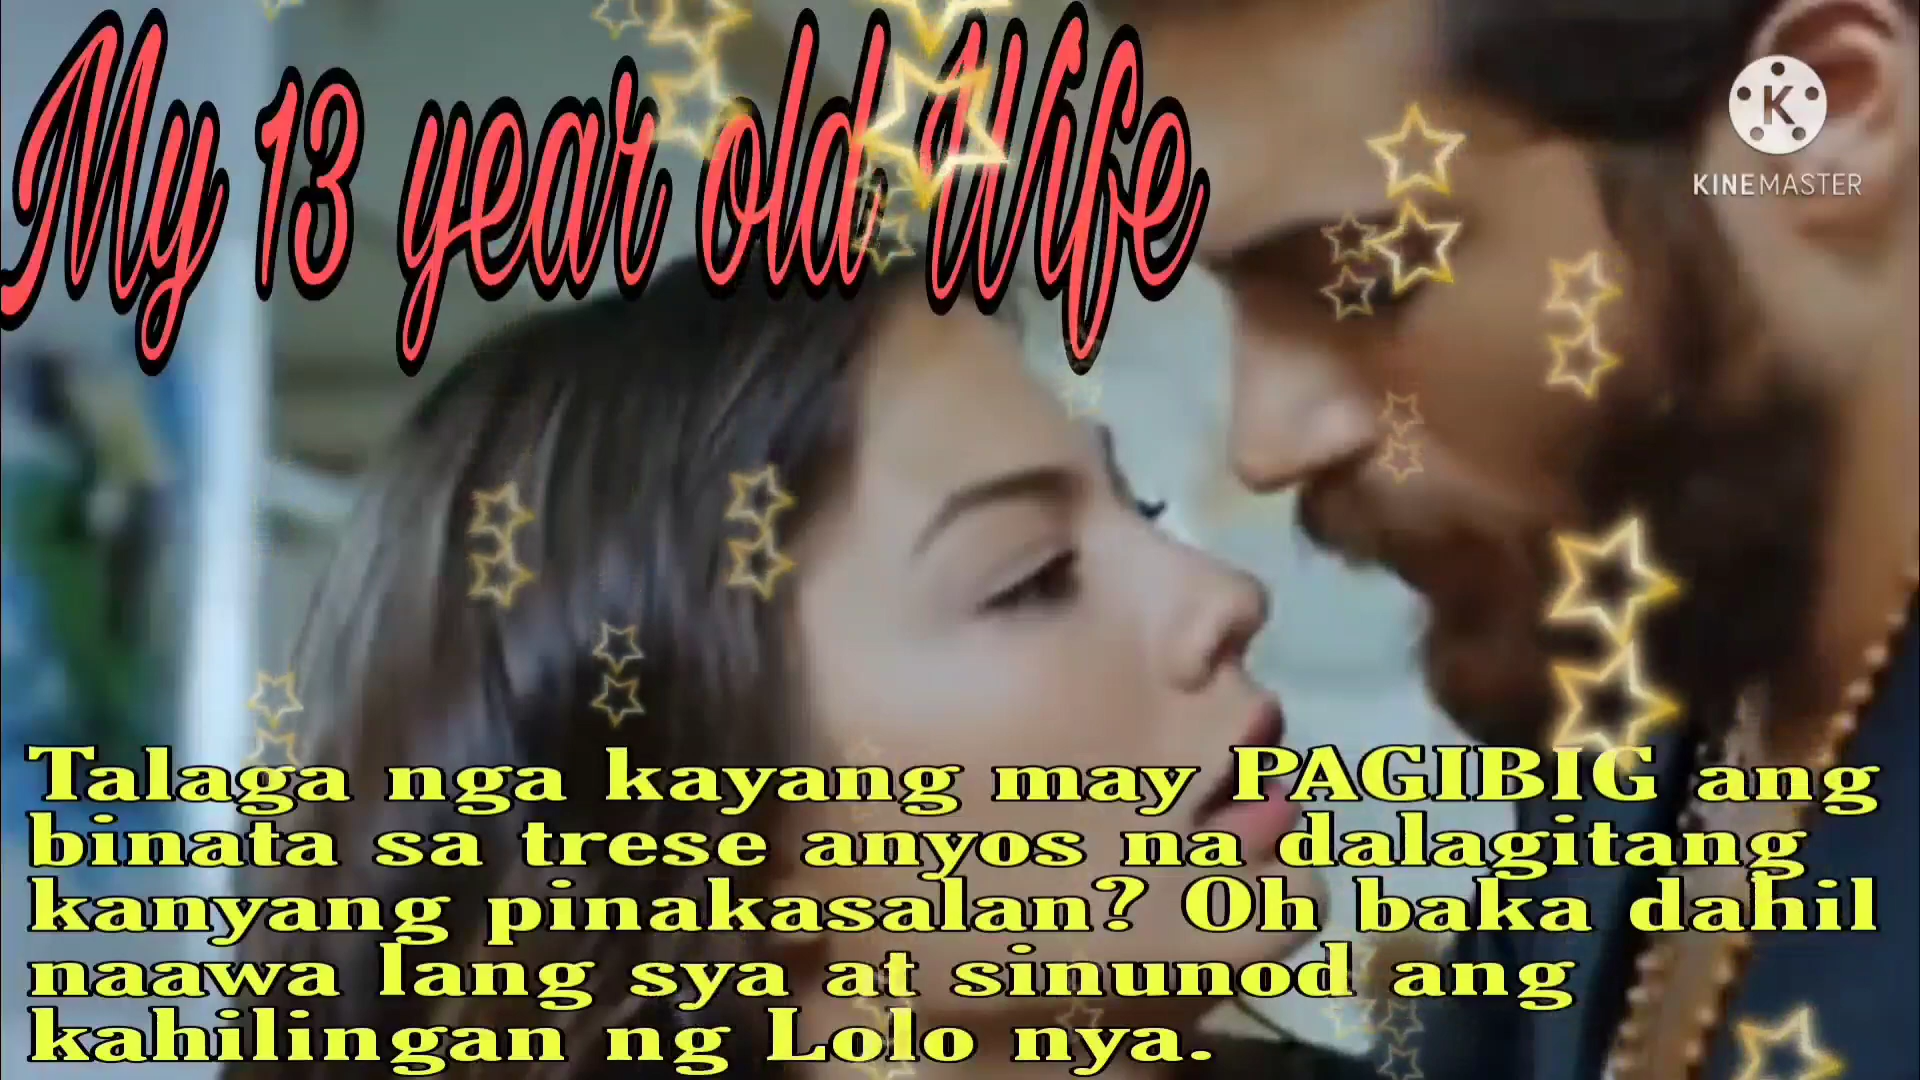 My 13 year old Wife
KINEMASTER
Talaga nga kayang may PAGIBIG ang
binata sa trese anyos na dalagitang
kanyang pinakasalan? Oh baka dahil
naawa lang sya at sinunod ang
kahilingan ng Lolo nya.